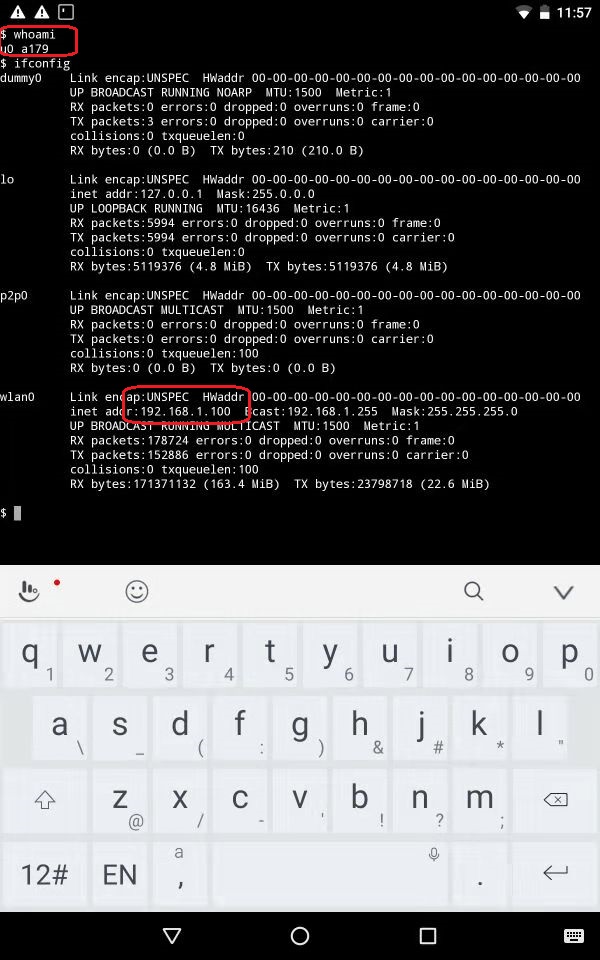 11:57
$ whoami
u0_a179
$ ifconfig
dummy0 Link encap:UNSPEC HWaddr 00-00-00-00-00-00-00-00-00-00-00-00-00-00-00-00
UP BROADCAST RUNNING NOARP MTU:1500 Metric:1
RX packets:0 errors:0 dropped:0 overruns:0 frame:0
TX packets:3 errors:0 dropped:0 overruns:0 carrier:0
collisions:0 txqueuelen:0
RX bytes:0 (0.0 B) TX bytes:210 (210.0 B)
lo Link encap:UNSPEC HWaddr 00-00-00-00-00-00-00-00-00-00-00-00-00-00-00-00
inet addr:127.0.0.1 Mask:255.0.0.0
UP LOOPBACK RUNNING MTU:16436 Metric:1
RX packets:5994 errors:0 dropped:0 overruns:0 frame:0
TX packets:5994 errors:0 dropped:0 overruns:0 carrier:0
collisions:0 txqueuelen:0
RX bytes:5119376 (4.8 MiB) TX bytes:5119376 (4.8 MiB)
p2p0 Link encap:UNSPEC HWaddr 00-00-00-00-00-00-00-00-00-00-00-00-00-00-00-00
UP BROADCAST MULTICAST MTU:1500 Metric:1
RX packets:0 errors:0 dropped:0 overruns:0 frame:0
TX packets:0 errors:0 dropped:0 overruns:0 carrier:0
collisions:0 txqueuelen:100
RX bytes:0 (0.0 B) TX bytes:0 (0.0 B)
wlan0 Link encap:UNSPEC HWaddr 00-00-00-00-00-00-00-00-00-00-00-00-00-00-00-00
inet addr:192.168.1.100 Bcast:192.168.1.255 Mask:255.255.255.0
UP BROADCAST RUNNING MULTICAST MTU:1500 Metric:1
RX packets:178724 errors:0 dropped:0 overruns:0 frame:0
TX packets:152886 errors:0 dropped:0 overruns:0 carrier:0
collisions:0 txqueuelen:100
RX bytes:171371132 (163.4 MiB) TX bytes:23798718 (22.6 MiB)
$
q 1 w 2 e 3 r 4 t 5 y 6 u 7 i 8 o 9 p 0
a \ s _ d ( f : g ) h & j # k * l "
z @ x / c - v ' b ! n ? m ;
12# EN a , .